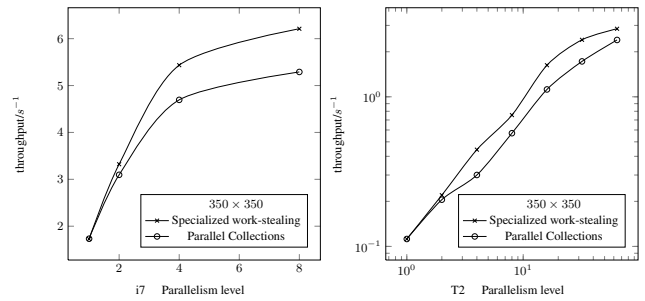 6
5
4
3
2
throughput/s⁻¹
350 × 350
Specialized work-stealing
Parallel Collections
2 4 6 8
i7 Parallelism level
10⁰
10⁻¹
throughput/s⁻¹
350 × 350
Specialized work-stealing
Parallel Collections
10⁰ 10¹
T2 Parallelism level